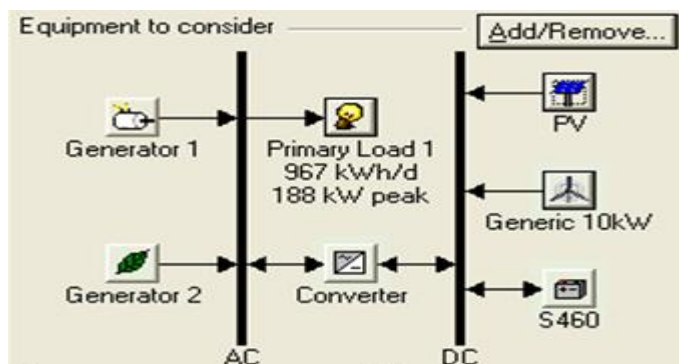 Equipment to consider
Add/Remove...
Generator 1
Primary Load 1
967 kWh/d
188 kW peak
PV
Generic 10kW
Generator 2
Converter
S460
AC
DC